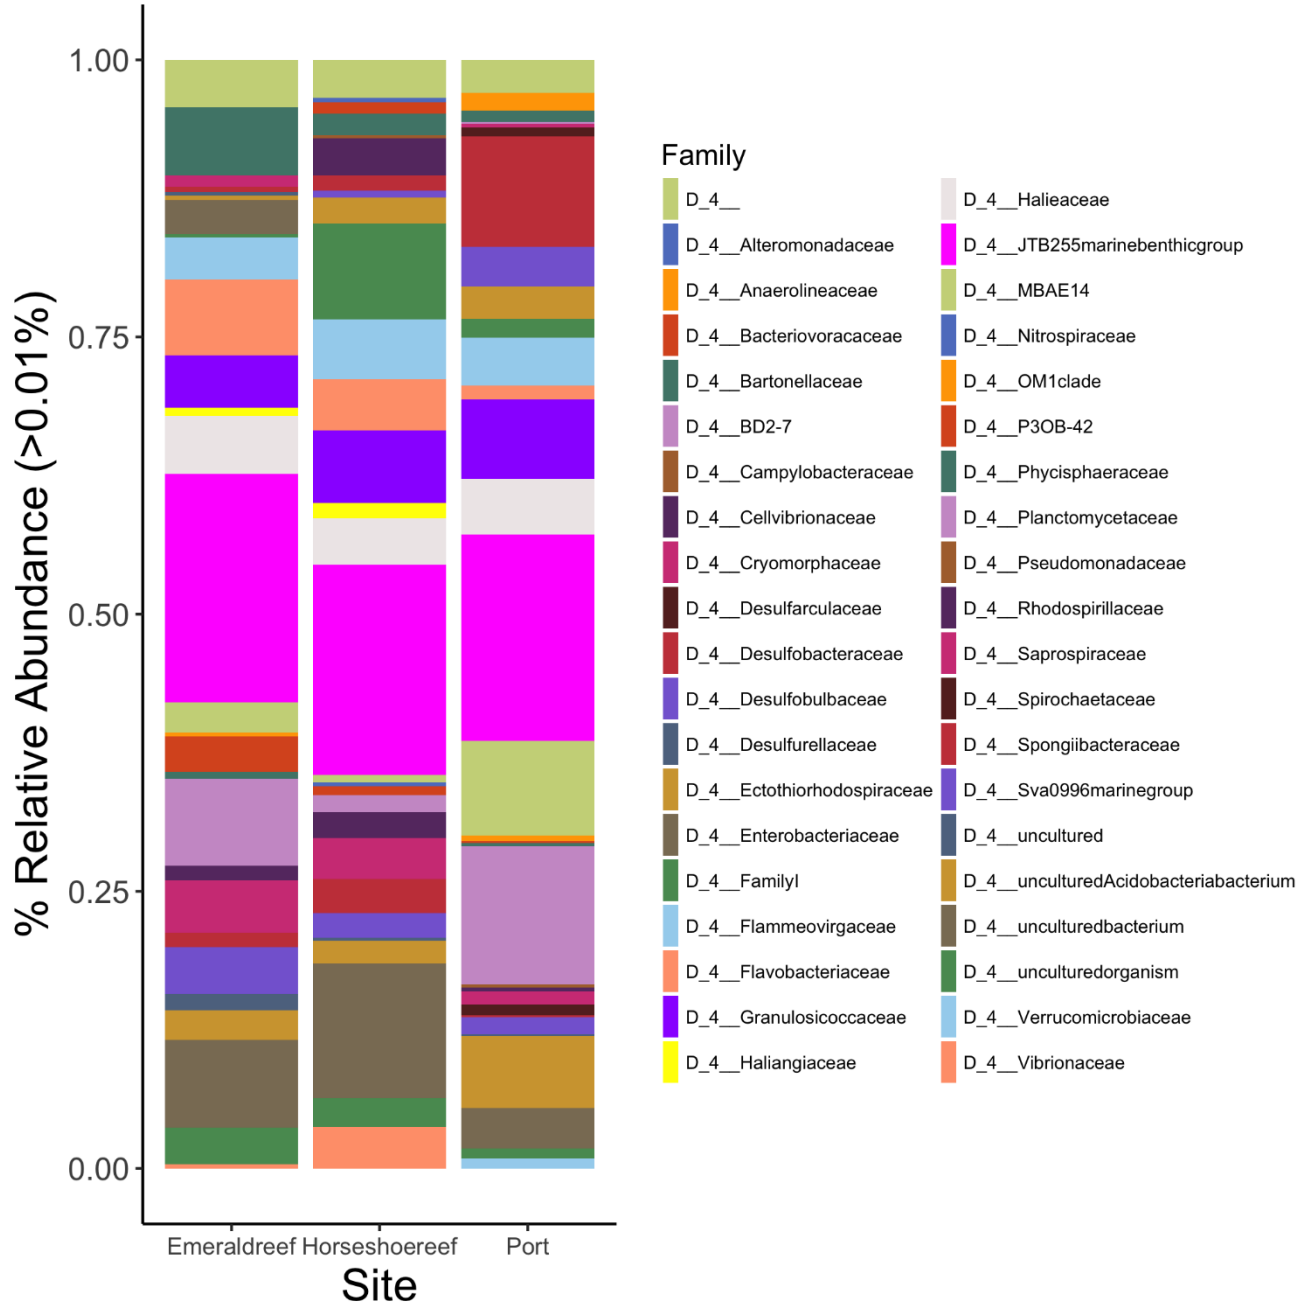 % Relative Abundance (>0.01%)
1.00
0.75
0.50
0.25
0.00
Emeraldreef Horseshoereef Port
Site
Family
D_4__
D_4__Alteromonadaceae
D_4__Anaerolineaceae
D_4__Bacteriovoracaceae
D_4__Bartonellaceae
D_4__BD2-7
D_4__Campylobacteraceae
D_4__Cellvibrionaceae
D_4__Cryomorphaceae
D_4__Desulfarculaceae
D_4__Desulfobacteraceae
D_4__Desulfobulbaceae
D_4__Desulfurellaceae
D_4__Ectothiorhodospiraceae
D_4__Enterobacteriaceae
D_4__FamilyI
D_4__Flammeovirgaceae
D_4__Flavobacteriaceae
D_4__Granulosicoccaceae
D_4__Haliangiaceae
D_4__Halieaceae
D_4__JTB255marinebenthicgroup
D_4__MBAE14
D_4__Nitrospiraceae
D_4__OM1clade
D_4__P3OB-42
D_4__Phycisphaeraceae
D_4__Planctomycetaceae
D_4__Pseudomonadaceae
D_4__Rhodospirillaceae
D_4__Saprospiraceae
D_4__Spirochaetaceae
D_4__Spongiibacteraceae
D_4__Sva0996marinegroup
D_4__uncultured
D_4__unculturedAcidobacteriabacterium
D_4__unculturedbacterium
D_4__unculturedorganism
D_4__Verrucomicrobiaceae
D_4__Vibrionaceae